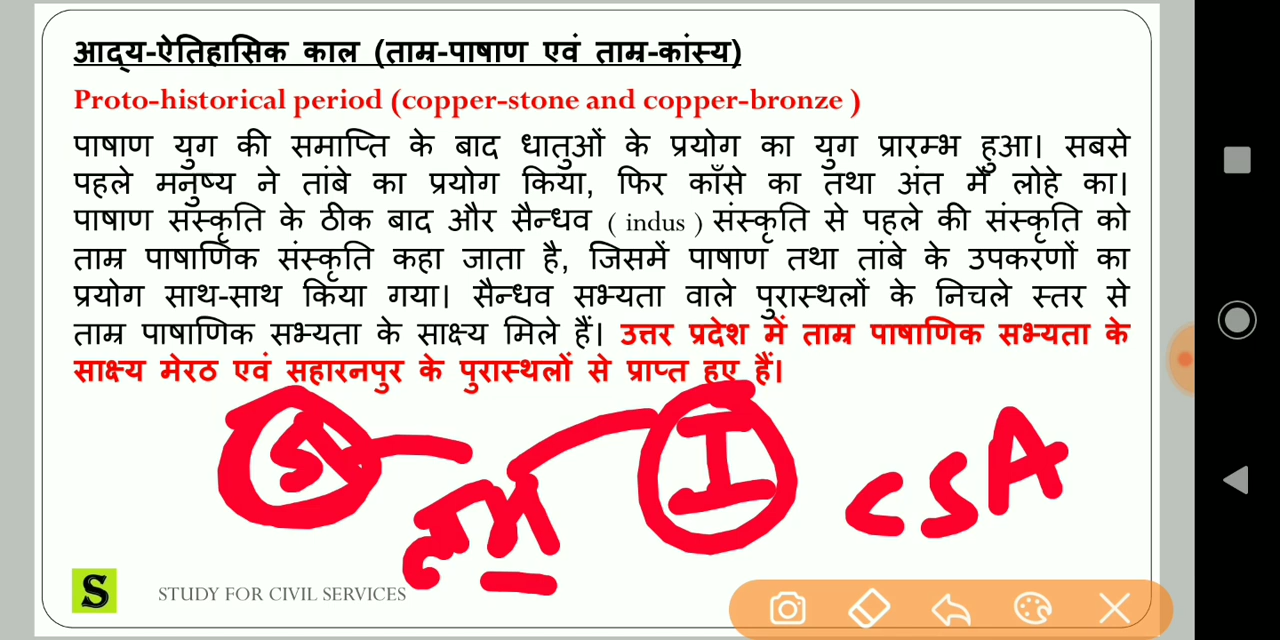 आद्य-ऐतिहासिक काल (ताम्र-पाषाण एवं ताम्र-कांस्य)
Proto-historical period (copper-stone and copper-bronze )
पाषाण युग की समाप्ति के बाद धातुओं के प्रयोग का युग प्रारम्भ हुआ। सबसे
पहले मनुष्य ने तांबे का प्रयोग किया, फिर काँसे का तथा अंत में लोहे का।
पाषाण संस्कृति के ठीक बाद और सैन्धव ( indus ) संस्कृति से पहले की संस्कृति को
ताम्र पाषाणिक संस्कृति कहा जाता है, जिसमें पाषाण तथा तांबे के उपकरणों का
प्रयोग साथ-साथ किया गया। सैन्धव सभ्यता वाले पुरास्थलों के निचले स्तर से
ताम्र पाषाणिक सभ्यता के साक्ष्य मिले हैं। उत्तर प्रदेश में ताम्र पाषाणिक सभ्यता के
साक्ष्य मेरठ एवं सहारनपुर के पुरास्थलों से प्राप्त हुए हैं।
I
CSA
S STUDY FOR CIVIL SERVICES